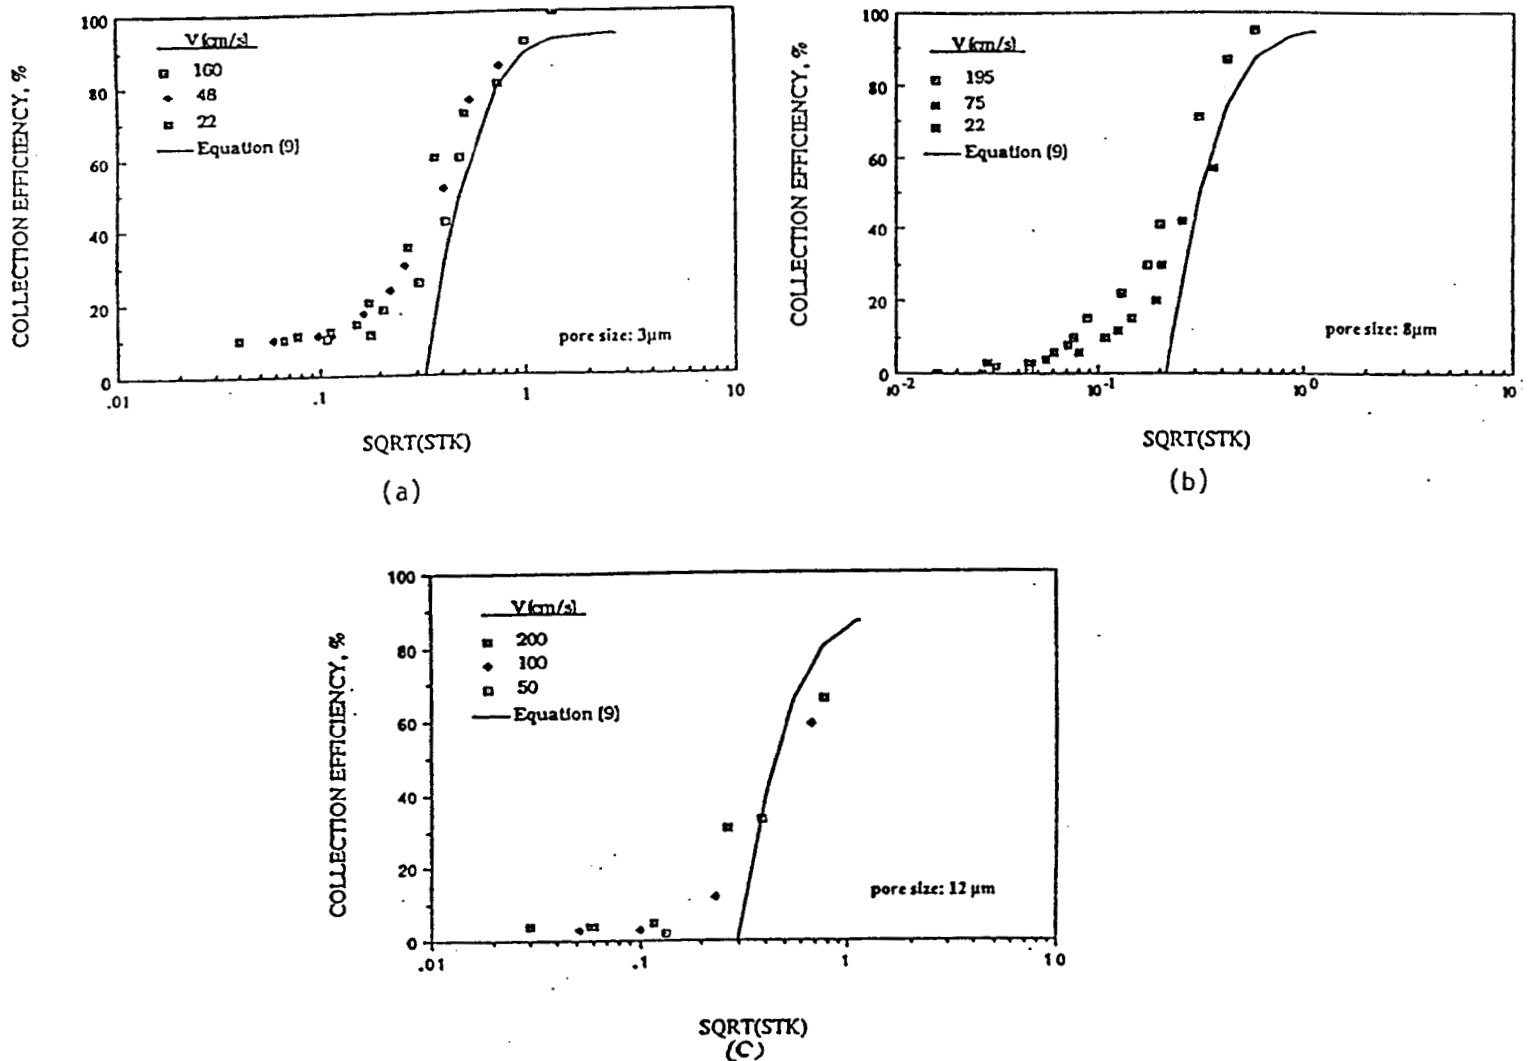 COLLECTION EFFICIENCY, %
100
80
60
40
20
0
V (cm/s)
160
48
22
Equation (9)
pore size: 3μm
.01
.1
1
10
SQRT(STK)
(a)
COLLECTION EFFICIENCY, %
100
80
60
40
20
0
V (cm/s)
195
75
22
Equation (9)
pore size: 8μm
10-2
10-1
100
10
SQRT(STK)
(b)
COLLECTION EFFICIENCY, %
100
80
60
40
20
0
V (cm/s)
200
100
50
Equation (9)
pore size: 12 μm
.01
.1
1
10
SQRT(STK)
(C)